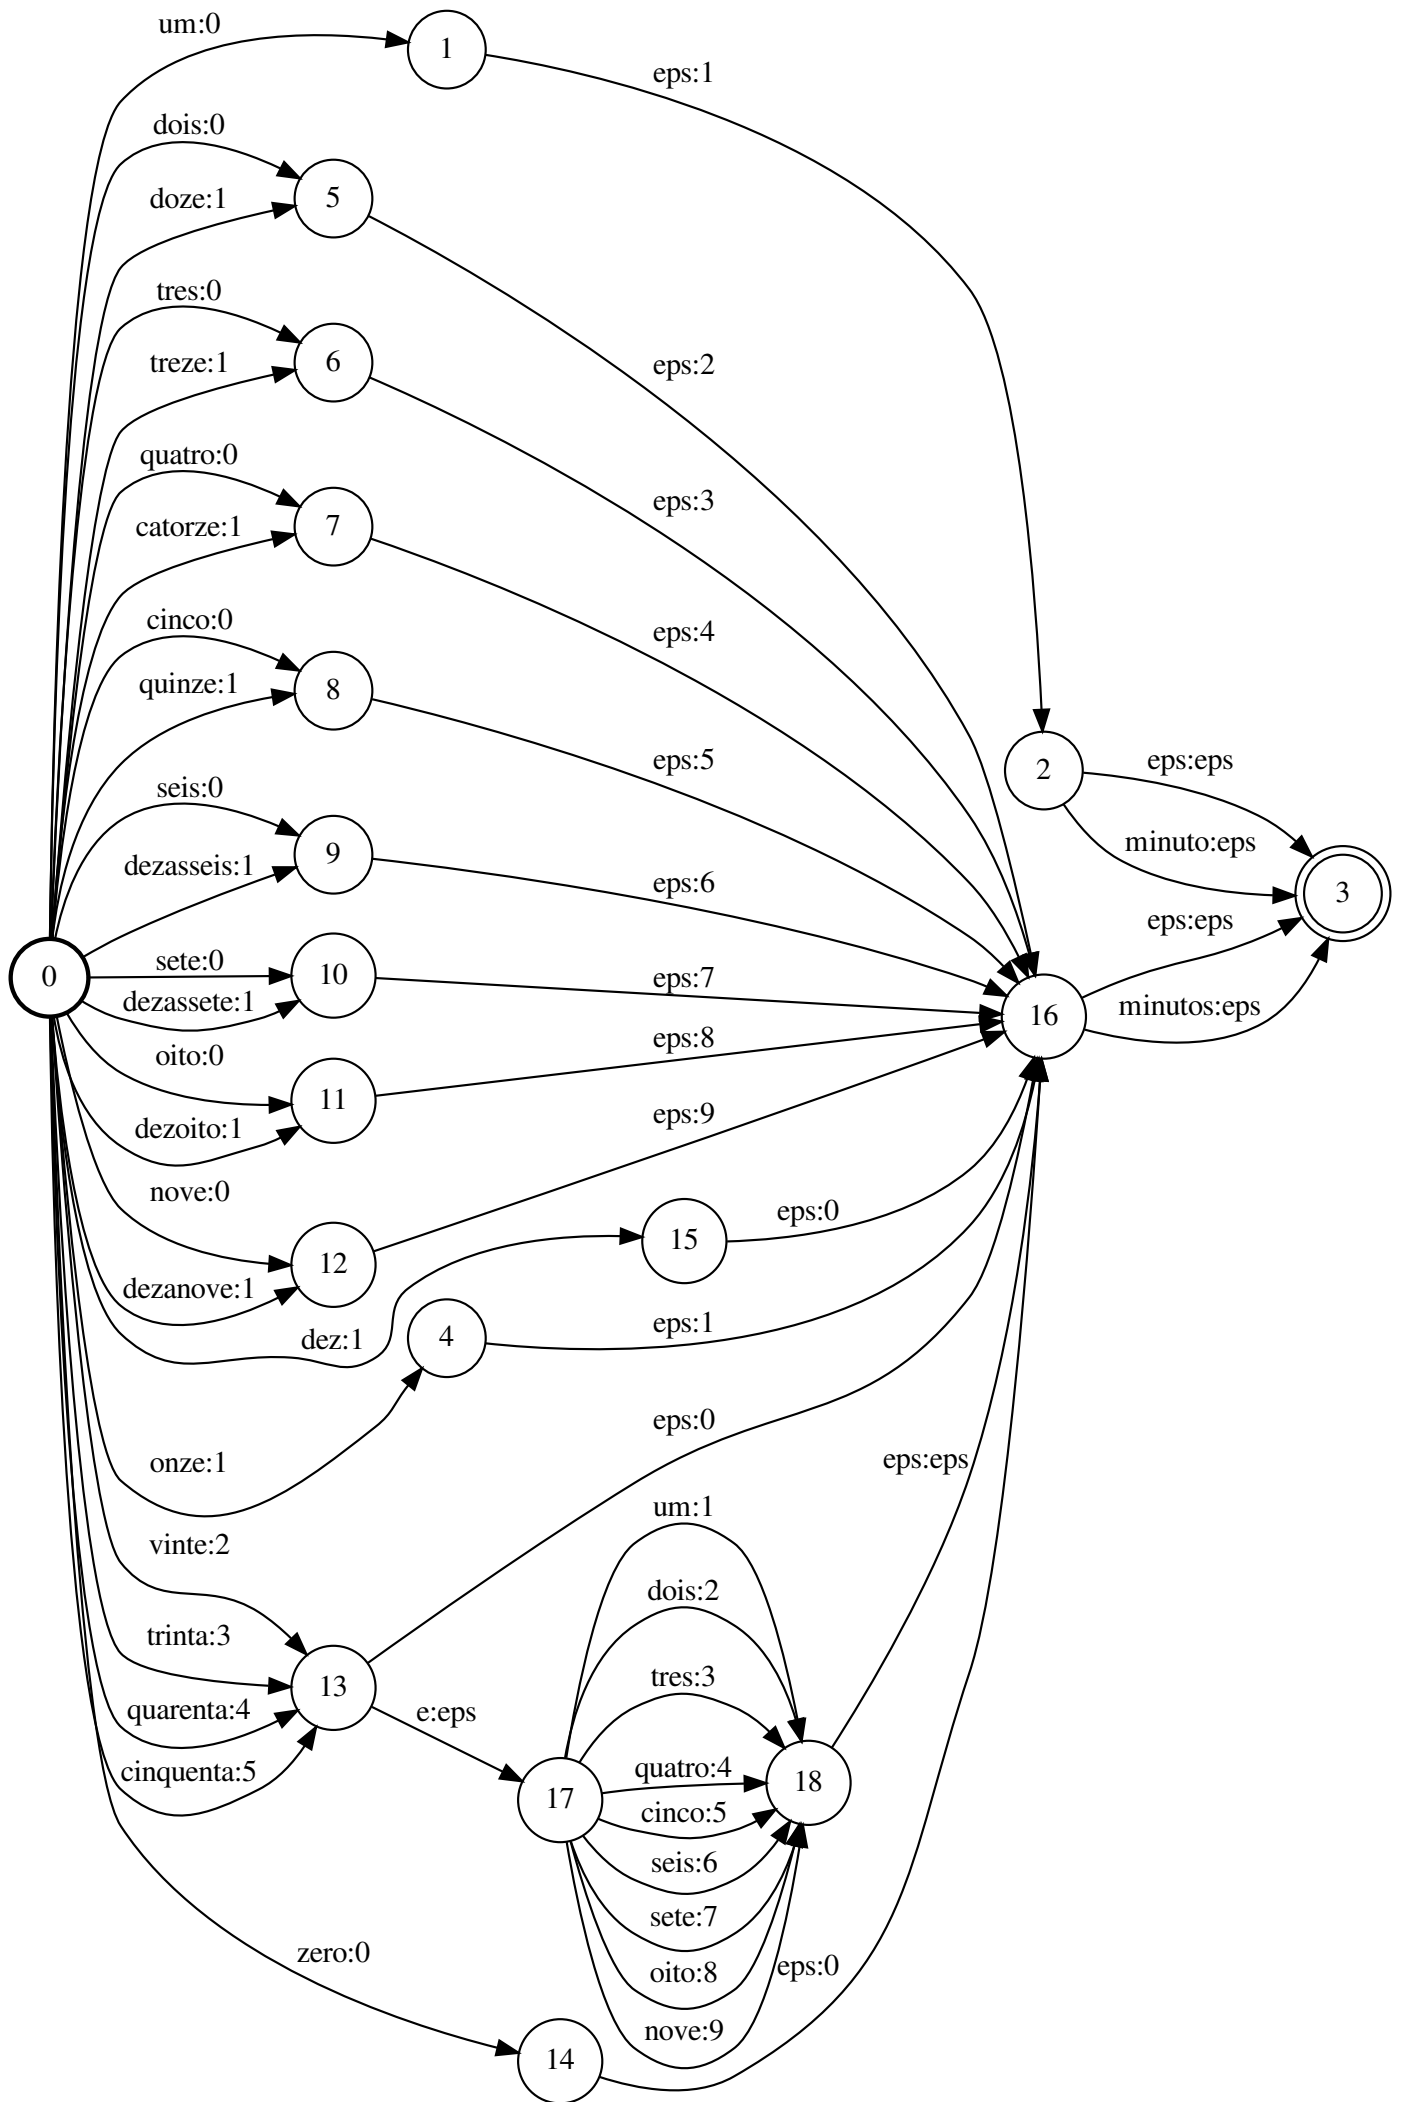 um:0
1
eps:1
dois:0
5
doze:1
eps:2
tres:0
6
treze:1
eps:3
quatro:0
7
catorze:1
eps:4
cinco:0
8
quinze:1
eps:5
2
eps:eps
minuto:eps
3
seis:0
9
dezasseis:1
eps:6
eps:eps
0
sete:0
10
dezassete:1
eps:7
16
minutos:eps
oito:0
11
dezoito:1
eps:8
eps:9
nove:0
12
dezanove:1
15
eps:0
dez:1
4
eps:1
onze:1
eps:0
eps:eps
vinte:2
trinta:3
13
quarenta:4
cinquenta:5
e:eps
um:1
dois:2
tres:3
17
quatro:4
18
cinco:5
seis:6
sete:7
oito:8
nove:9
zero:0
14
eps:0